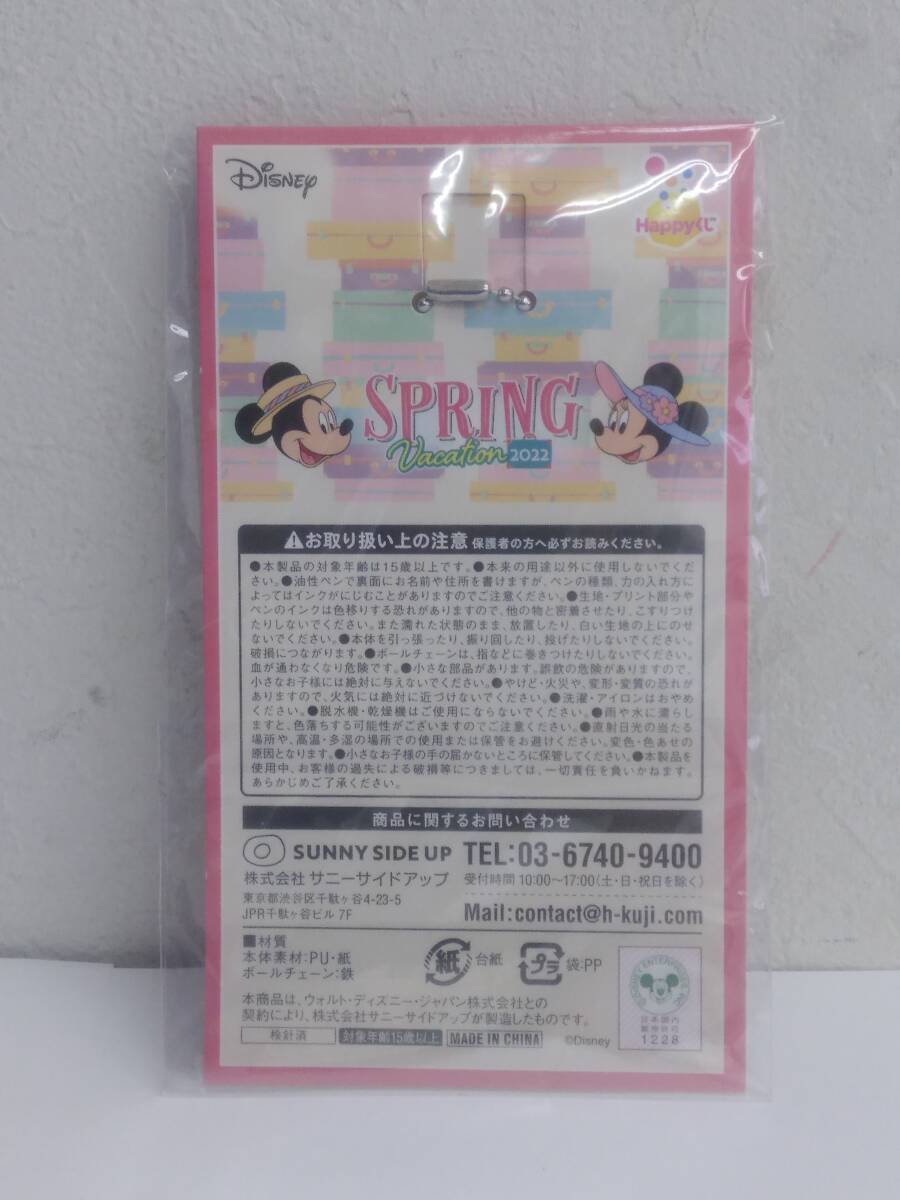 Disney
Happyくじ
SPRING
Vacation 2022
お取り扱い上の注意 保護者の方へ必ずお読みください。
●本製品の対象年齢は15歳以上です。●本来の用途以外に使用しないでくだ
さい。●油性ペンで裏面にお名前や住所を書けますが、ペンの種類、力の入れ方に
よってはインクがにじむことがありますのでご注意ください。●生地・プリント部分や
ペンのインクは色移りする恐れがありますので、他の物と密着させたり、こすりつけ
たりしないでください。また濡れた状態のまま、放置したり、白い生地の上にのせ
ないでください。●本体を引っ張ったり、振り回したり、投げたりしないでください。
破損につながります。●ボールチェーンは、指などに巻きつけたりしないでください。
血が通わなくなり危険です。●小さな部品があります。誤飲の危険がありますので、
小さなお子様には絶対に与えないでください。●やけど・火災や、変形・変質の恐れが
ありますので、火気には絶対に近づけないでください。●洗濯・アイロンはおやめ
ください。●脱水機・乾燥機はご使用にならないでください。●雨や水に濡らし
ますと、色落ちする可能性がございますのでご注意ください。●直射日光の当たる
場所や、高温・多湿の場所での使用または保管をお避けください。変色・色あせの
原因となります。●小さなお子様の手の届かないところに保管してください。●本製品を
使用中、お客様の過失による破損等につきましては、一切責任を負いかねます。
あらかじめご了承ください。
商品に関するお問い合わせ
SUNNY SIDE UP TEL:03-6740-9400
株式会社 サニーサイドアップ 受付時間 10:00〜17:00(土・日・祝日を除く)
東京都渋谷区千駄ヶ谷4-23-5
JPR千駄ヶ谷ビル 7F Mail:contact@h-kuji.com
■材質
本体素材:PU・紙 紙 台紙 プラ 袋:PP
ボールチェーン:鉄
本商品は、ウォルト・ディズニー・ジャパン株式会社との
契約により、株式会社サニーサイドアップが製造したものです。
検針済 対象年齢15歳以上 MADE IN CHINA ©Disney
日本国内
1228